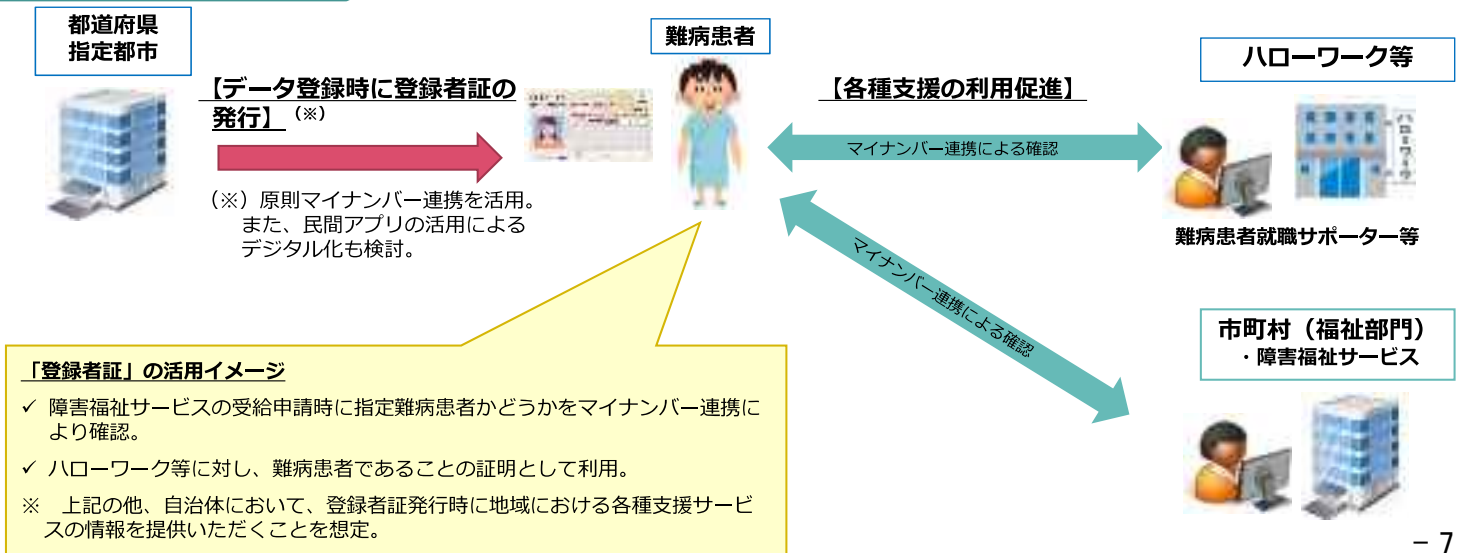 都道府県
指定都市
難病患者
ハローワーク等
【データ登録時に登録者証の
発行】（※）
（※）原則マイナンバー連携を活用。
また、民間アプリの活用による
デジタル化も検討。
【各種支援の利用促進】
マイナンバー連携による確認
ハローワーク
難病患者就職サポーター等
マイナンバー連携による確認
市町村（福祉部門）
・障害福祉サービス
「登録者証」の活用イメージ
✓ 障害福祉サービスの受給申請時に指定難病患者かどうかをマイナンバー連携に
より確認。
✓ ハローワーク等に対し、難病患者であることの証明として利用。
※　上記の他、自治体において、登録者証発行時に地域における各種支援サービ
スの情報を提供いただくことを想定。
－ 7